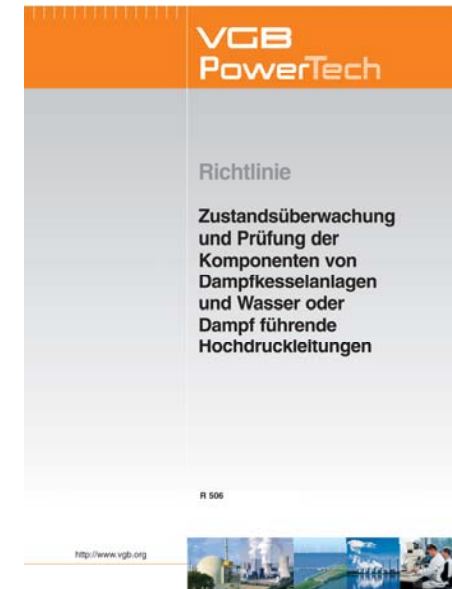 VGB
PowerTech
Richtlinie
Zustandsüberwachung
und Prüfung der
Komponenten von
Dampfkesselanlagen
und Wasser oder
Dampf führende
Hochdruckleitungen
R 506
http://www.vgb.org